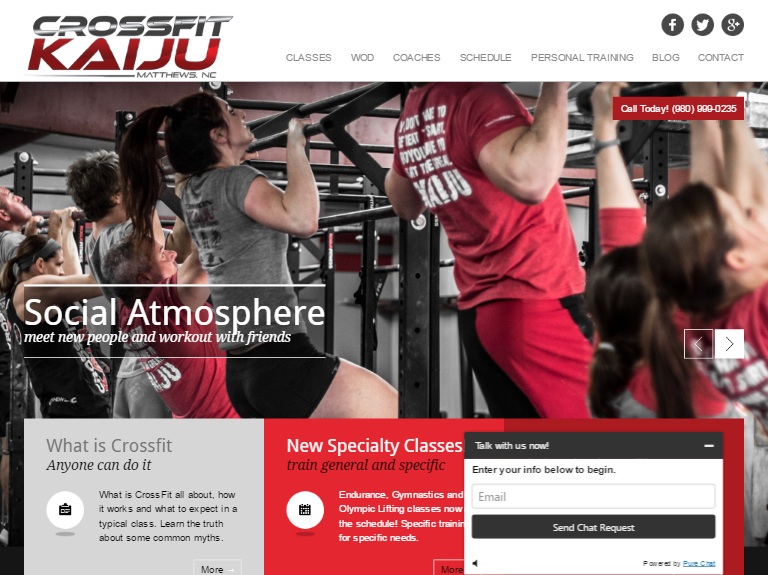 CROSSFIT
KAIJU
MATTHEWS, NC
CLASSES WOD COACHES SCHEDULE PERSONAL TRAINING BLOG CONTACT
Call Today! (980) 999-0235
KAIJU
Social Atmosphere
meet new people and workout with friends
What is Crossfit
Anyone can do it
What is CrossFit all about, how
it works and what to expect in a
typical class. Learn the truth
about some common myths.
More →
New Specialty Classes
train general and specific
Endurance, Gymnastics and
Olympic Lifting classes now
the schedule! Specific trainin
for specific needs.
More
Talk with us now!
Enter your info below to begin.
Email
Send Chat Request
Powered by Pure Chat